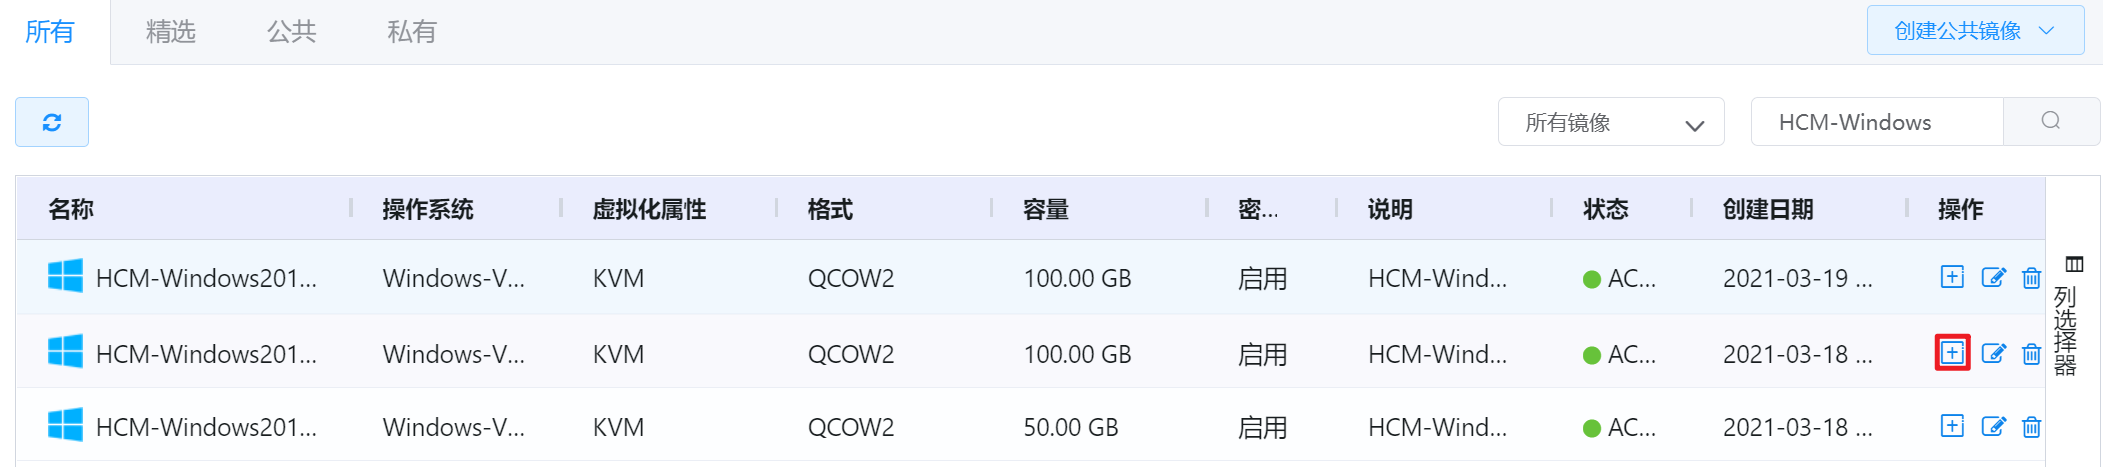 所有 精选 公共 私有 创建公共镜像
所有镜像 HCM-Windows
名称 操作系统 虚拟化属性 格式 容量 密... 说明 状态 创建日期 操作
HCM-Windows201... Windows-V... KVM QCOW2 100.00 GB 启用 HCM-Wind... AC... 2021-03-19 ...
HCM-Windows201... Windows-V... KVM QCOW2 100.00 GB 启用 HCM-Wind... AC... 2021-03-18 ...
HCM-Windows201... Windows-V... KVM QCOW2 50.00 GB 启用 HCM-Wind... AC... 2021-03-18 ...
列选择器